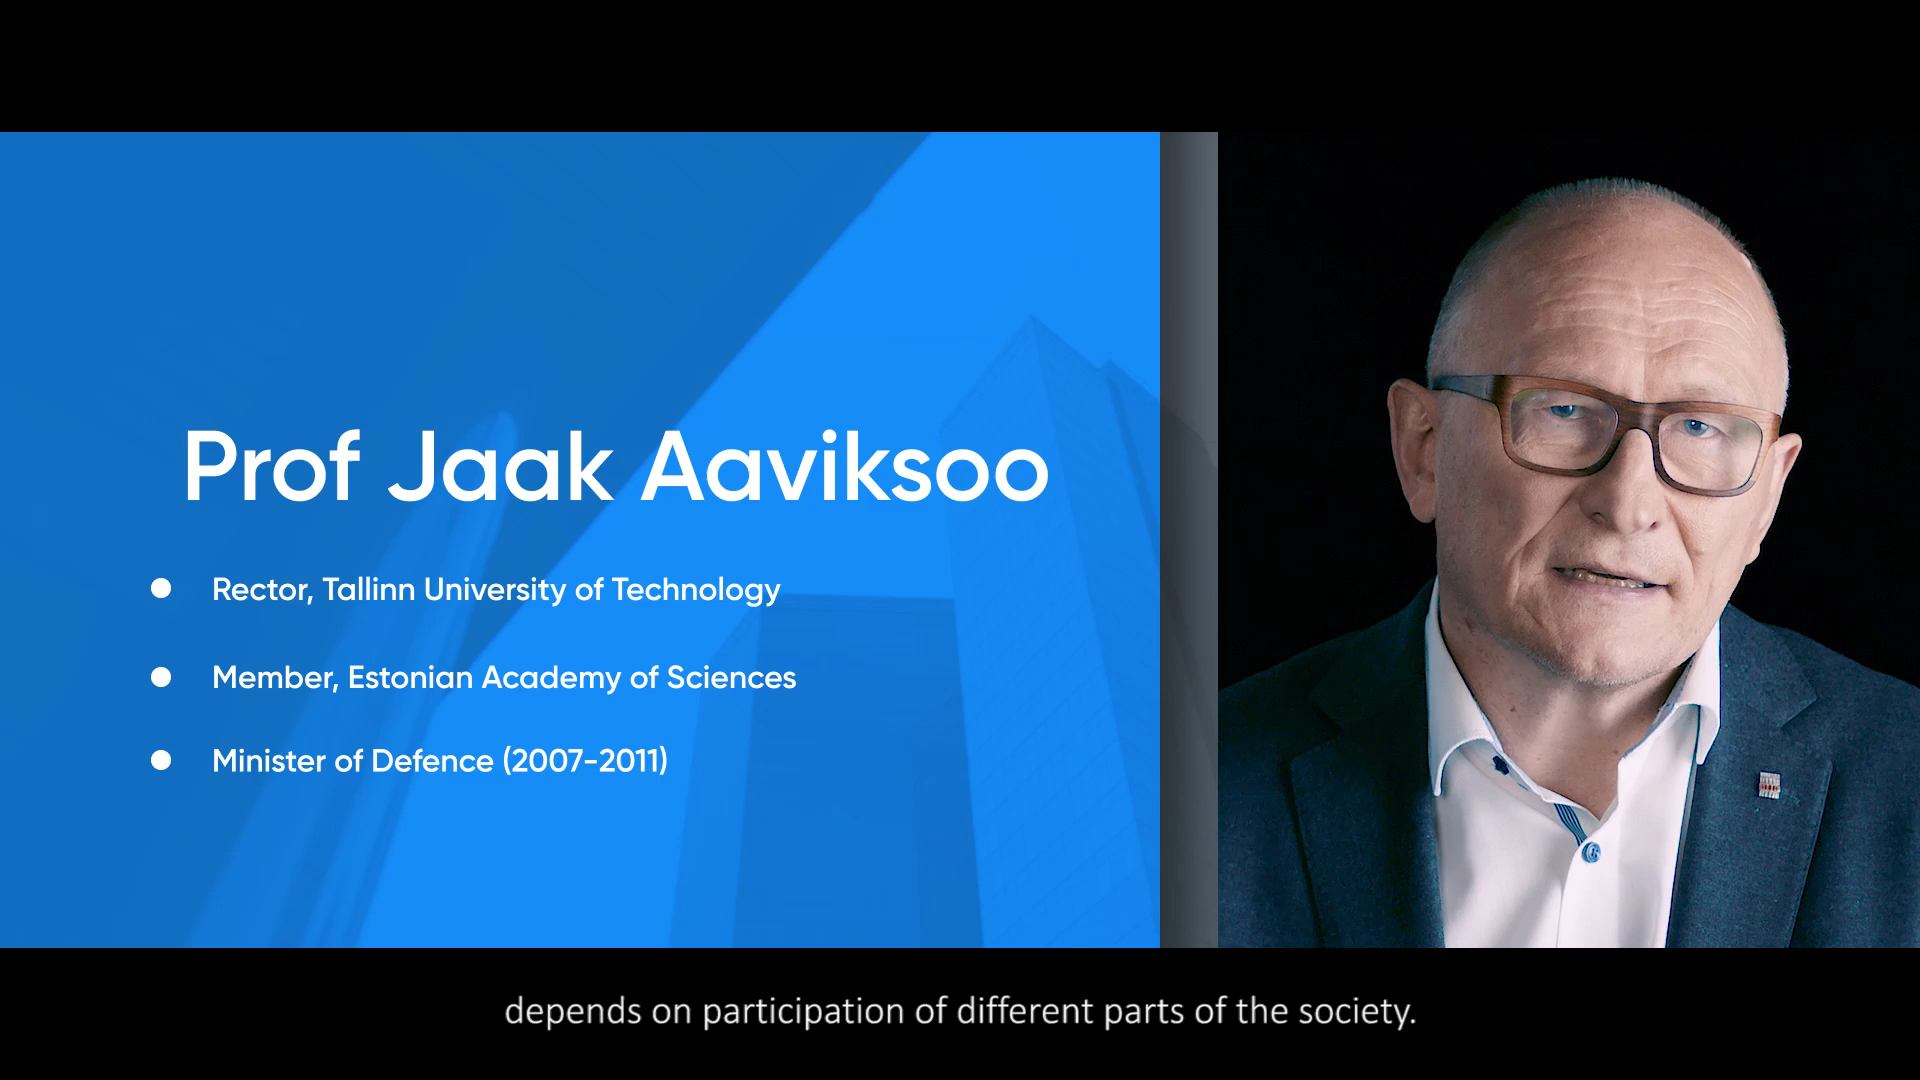 Prof Jaak Aaviksoo
Rector, Tallinn University of Technology
Member, Estonian Academy of Sciences
Minister of Defence (2007-2011)
depends on participation of different parts of the society.